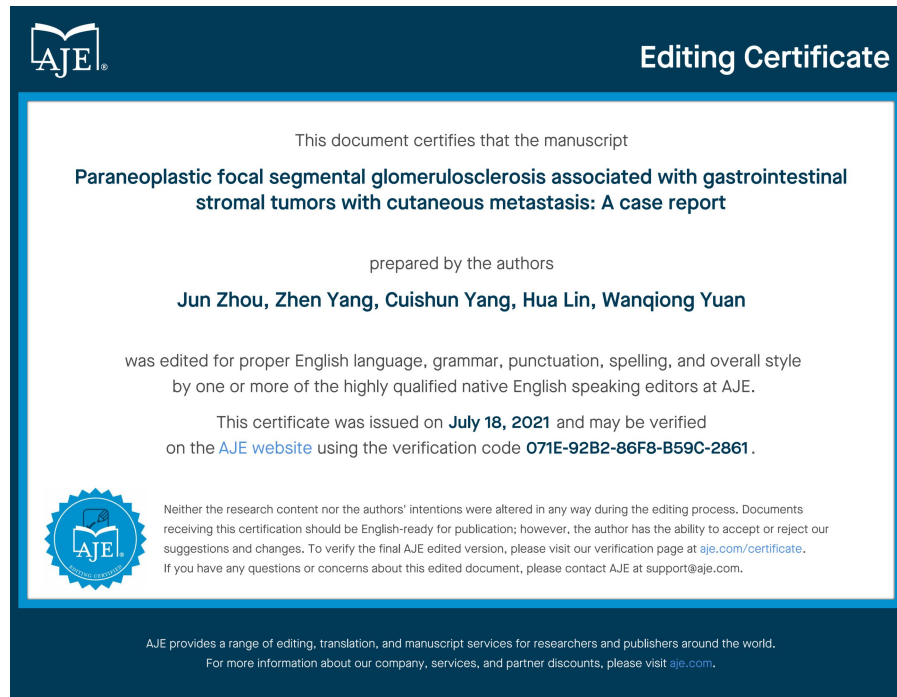 AJE®
Editing Certificate
This document certifies that the manuscript
Paraneoplastic focal segmental glomerulosclerosis associated with gastrointestinal
stromal tumors with cutaneous metastasis: A case report
prepared by the authors
Jun Zhou, Zhen Yang, Cuishun Yang, Hua Lin, Wanqiong Yuan
was edited for proper English language, grammar, punctuation, spelling, and overall style
by one or more of the highly qualified native English speaking editors at AJE.
This certificate was issued on July 18, 2021 and may be verified
on the AJE website using the verification code 071E-92B2-86F8-B59C-2861.
AJE®
EDITING CERTIFIED
Neither the research content nor the authors' intentions were altered in any way during the editing process. Documents
receiving this certification should be English-ready for publication; however, the author has the ability to accept or reject our
suggestions and changes. To verify the final AJE edited version, please visit our verification page at aje.com/certificate.
If you have any questions or concerns about this edited document, please contact AJE at support@aje.com.
AJE provides a range of editing, translation, and manuscript services for researchers and publishers around the world.
For more information about our company, services, and partner discounts, please visit aje.com.